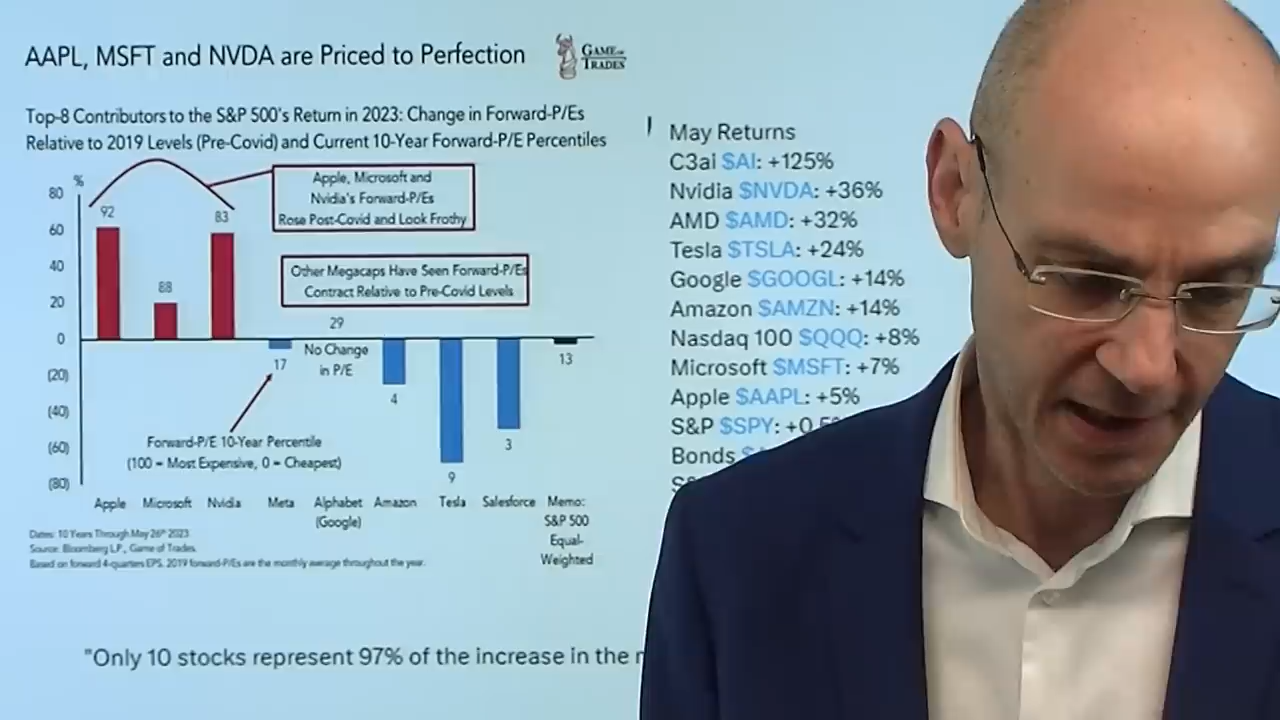 AAPL, MSFT and NVDA are Priced to Perfection
GAME OF
TRADES
Top-8 Contributors to the S&P 500's Return in 2023: Change in Forward-P/Es
Relative to 2019 Levels (Pre-Covid) and Current 10-Year Forward-P/E Percentiles
%
80
60
40
20
0
(20)
(40)
(60)
(80)
92
88
83
17
29
No Change
in P/E
4
9
3
13
Apple, Microsoft and
Nvidia's Forward-P/Es
Rose Post-Covid and Look Frothy
Other Megacaps Have Seen Forward-P/Es
Contract Relative to Pre-Covid Levels
Forward-P/E 10-Year Percentile
(100 = Most Expensive, 0 = Cheapest)
Apple
Microsoft
Nvidia
Meta
Alphabet
(Google)
Amazon
Tesla
Salesforce
Memo:
S&P 500
Equal-
Weighted
Dates: 10 Years Through May 26th 2023
Source: Bloomberg L.P., Game of Trades.
Based on forward 4-quarters EPS. 2019 forward-P/Es are the monthly average throughout the year.
May Returns
C3ai $AI: +125%
Nvidia $NVDA: +36%
AMD $AMD: +32%
Tesla $TSLA: +24%
Google $GOOGL: +14%
Amazon $AMZN: +14%
Nasdaq 100 $QQQ: +8%
Microsoft $MSFT: +7%
Apple $AAPL: +5%
S&P $SPY:
Bonds
"Only 10 stocks represent 97% of the increase in the